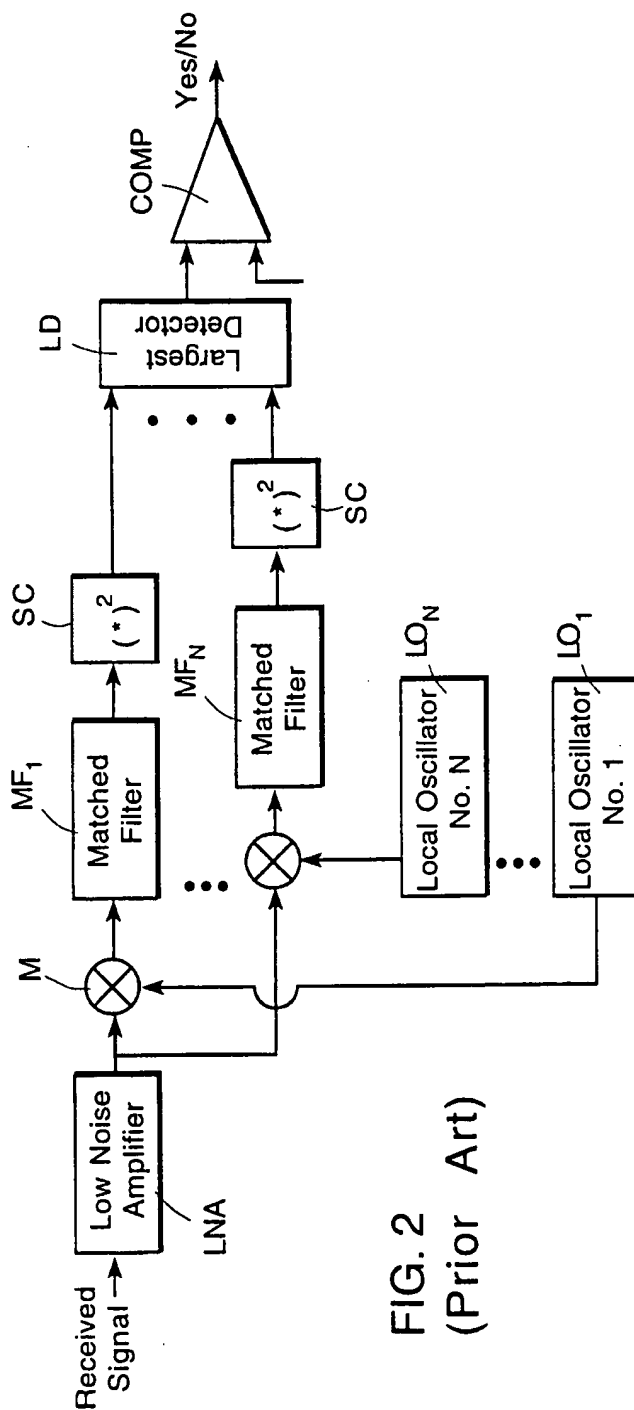 Received
Signal
Low Noise
Amplifier
LNA
M
MF1
Matched
Filter
SC
(*)2
LD
Largest
Detector
COMP
Yes/No
MFN
Matched
Filter
(*)2
SC
LON
Local Oscillator
No. N
LO1
Local Oscillator
No. 1
FIG. 2
(Prior Art)